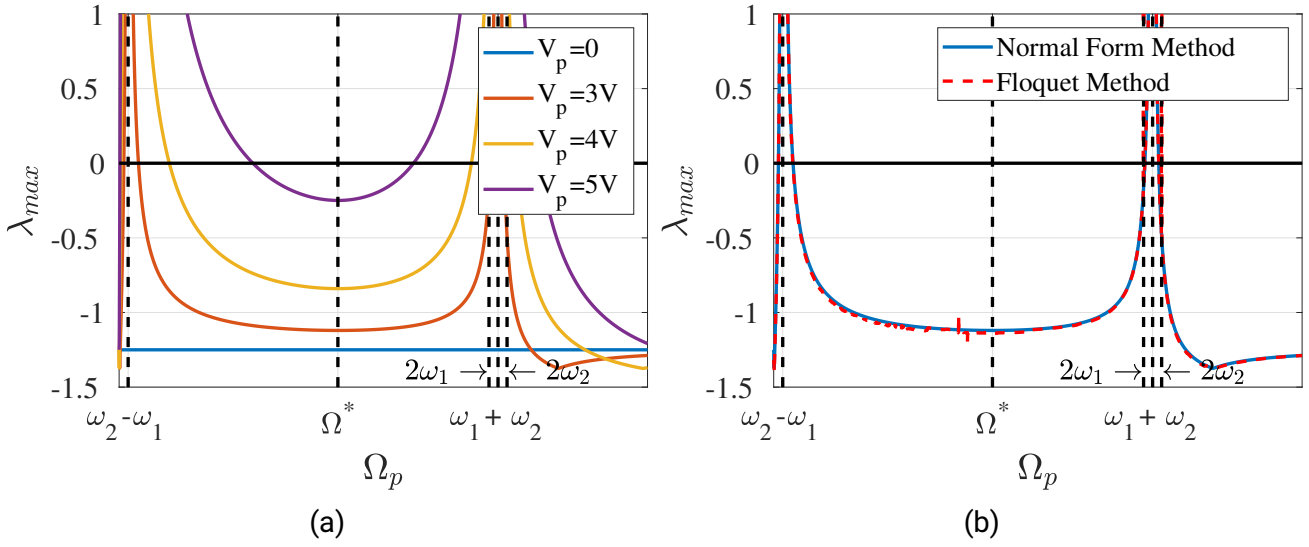 1
0.5
0
-0.5
-1
-1.5
λmax
V_p=0
V_p=3V
V_p=4V
V_p=5V
2ω₁ → ← 2ω₂
ω₂-ω₁
Ω*
ω₁ + ω₂
Ω_p
(a)
1
0.5
0
-0.5
-1
-1.5
λmax
Normal Form Method
Floquet Method
2ω₁ → ← 2ω₂
ω₂-ω₁
Ω*
ω₁ + ω₂
Ω_p
(b)